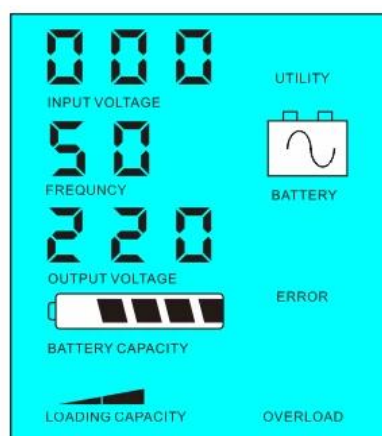 000
UTILITY
INPUT VOLTAGE
50
FREQUNCY
BATTERY
220
OUTPUT VOLTAGE
ERROR
BATTERY CAPACITY
LOADING CAPACITY
OVERLOAD